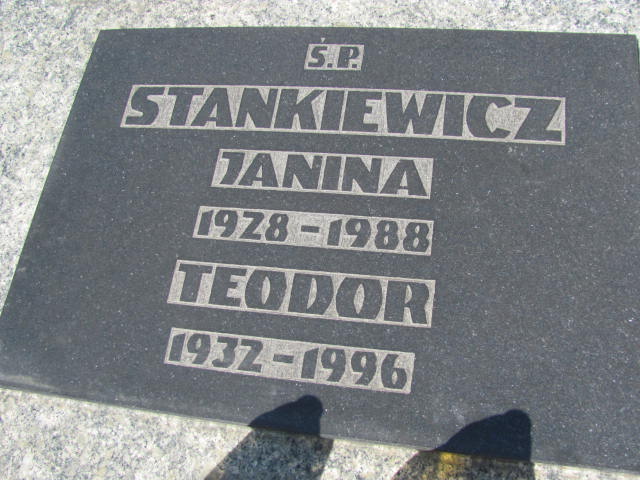 Ś.P.
STANKIEWICZ
JANINA
1928-1988
TEODOR
1932-1996